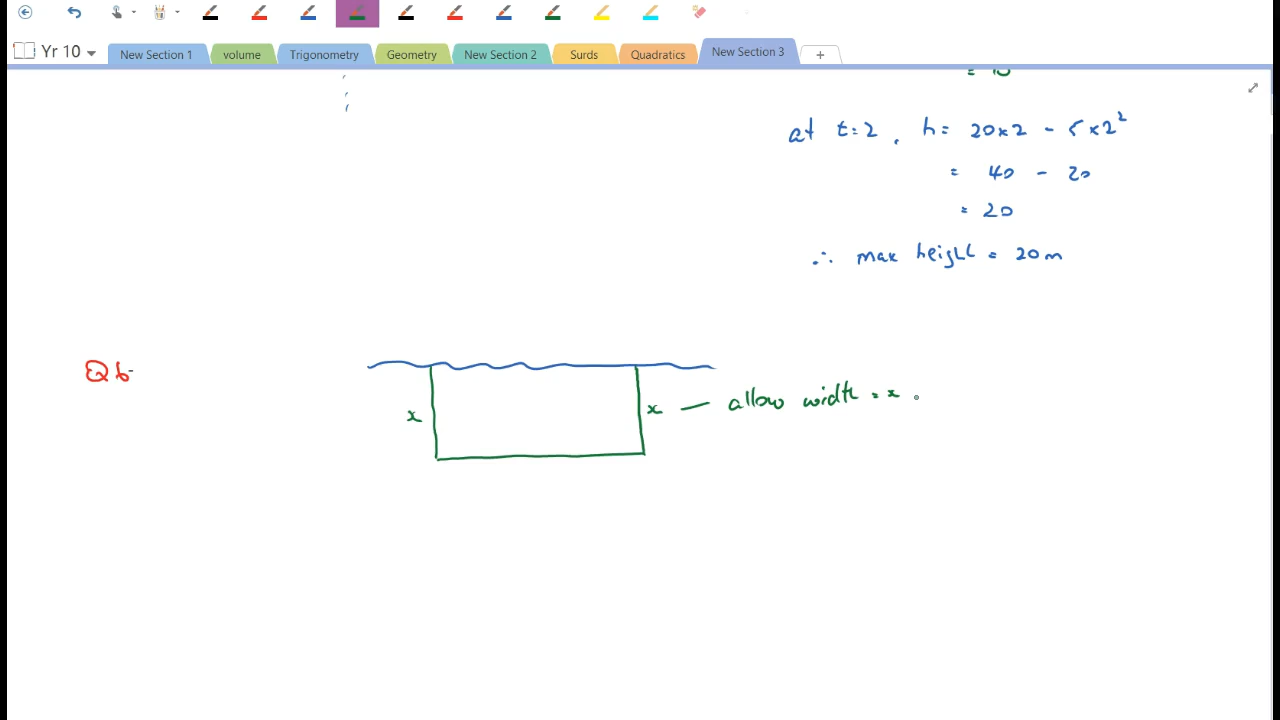 Yr 10
New Section 1
volume
Trigonometry
Geometry
New Section 2
Surds
Quadratics
New Section 3
at t=2, h= 20×2 - 5×2²
= 40 - 20
= 20
∴ max height = 20m
Q6
x
x — allow width = x